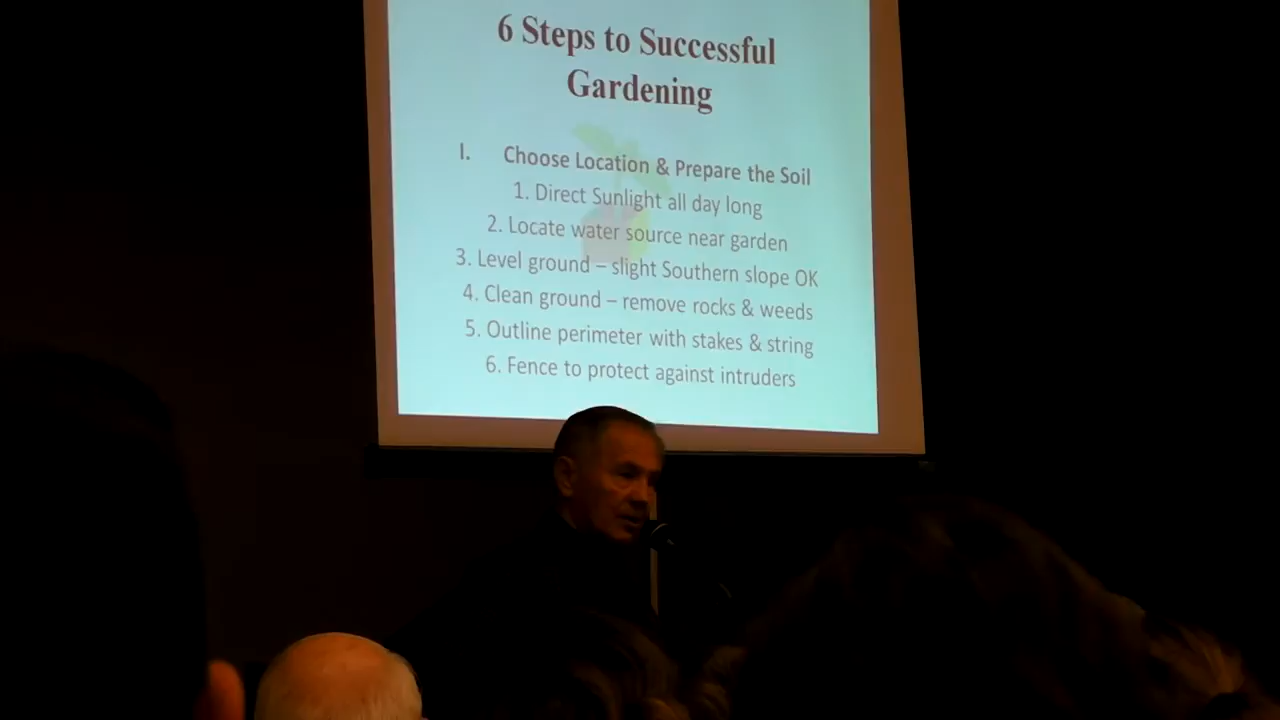 6 Steps to Successful
Gardening
I. Choose Location & Prepare the Soil
1. Direct Sunlight all day long
2. Locate water source near garden
3. Level ground – slight Southern slope OK
4. Clean ground – remove rocks & weeds
5. Outline perimeter with stakes & string
6. Fence to protect against intruders